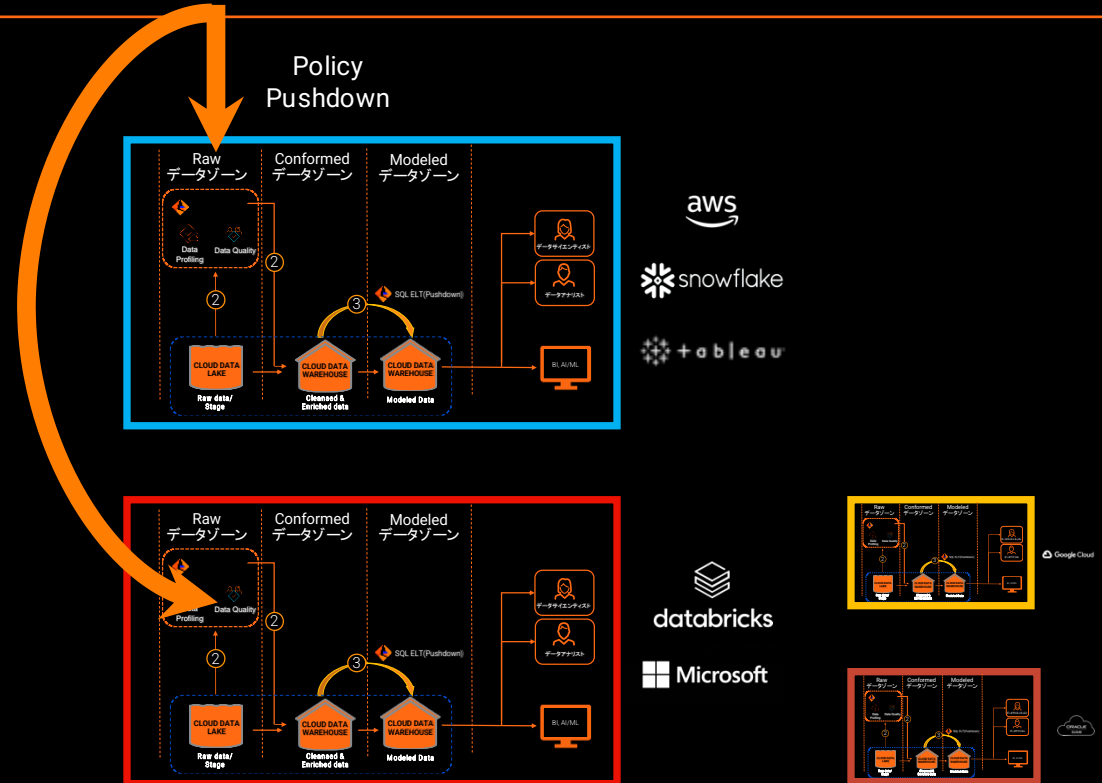 Policy
Pushdown
Raw
データゾーン
Conformed
データゾーン
Modeled
データゾーン
Data
Profiling
Data Quality
2
2
3
SQL ELT(Pushdown)
データサイエンティスト
データアナリスト
BI, AI/ML
CLOUD DATA
LAKE
CLOUD DATA
WAREHOUSE
CLOUD DATA
WAREHOUSE
Raw data/
Stage
Cleansed &
Enriched data
Modeled Data
aws
snowflake
+ a b l e a u
Raw
データゾーン
Conformed
データゾーン
Modeled
データゾーン
Profiling
Data Quality
2
2
3
SQL ELT(Pushdown)
データサイエンティスト
データアナリスト
BI, AI/ML
CLOUD DATA
LAKE
CLOUD DATA
WAREHOUSE
CLOUD DATA
WAREHOUSE
Raw data/
Stage
Cleansed &
Enriched data
Modeled Data
databricks
Microsoft
Raw
データゾーン
Conformed
データゾーン
Modeled
データゾーン
Google Cloud
Raw
データゾーン
Conformed
データゾーン
Modeled
データゾーン
ORACLE